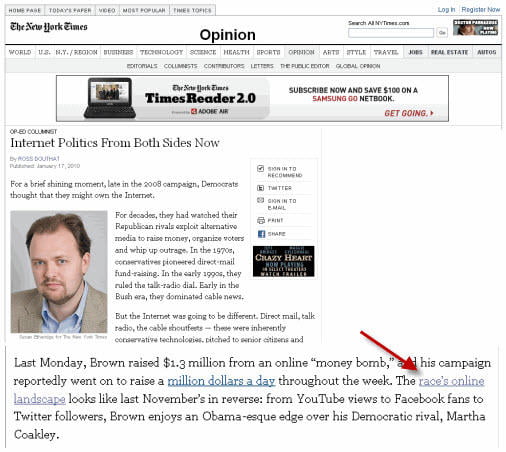 HOME PAGE TODAY'S PAPER VIDEO MOST POPULAR TIMES TOPICS Log In Register Now
The New York Times Opinion Search All NYTimes.com Go
NOW PLAYING
WORLD U.S. N.Y. / REGION BUSINESS TECHNOLOGY SCIENCE HEALTH SPORTS OPINION ARTS STYLE TRAVEL JOBS REAL ESTATE AUTOS
EDITORIALS COLUMNISTS CONTRIBUTORS LETTERS THE PUBLIC EDITOR GLOBAL OPINION
The New York Times
TimesReader 2.0
Powered by ADOBE AIR
SUBSCRIBE NOW AND SAVE $100 ON A
SAMSUNG GO NETBOOK.
GET GOING.
OP-ED COLUMNIST
Internet Politics From Both Sides Now
By ROSS DOUTHAT
Published: January 17, 2010
For a brief shining moment, late in the 2008 campaign, Democrats
thought that they might own the Internet.
SIGN IN TO
RECOMMEND
TWITTER
SIGN IN TO
E-MAIL
PRINT
SHARE
CRAZY HEART
NOW PLAYING
IN SELECT THEATERS
WATCH TRAILER
For decades, they had watched their
Republican rivals exploit alternative
media to raise money, organize voters
and whip up outrage. In the 1970s,
conservatives pioneered direct-mail
fund-raising. In the early 1990s, they
ruled the talk-radio dial. Early in the
Bush era, they dominated cable news.
But the Internet was going to be different. Direct mail, talk
radio, the cable shoutfests — these were inherently
conservative technologies, pitched to senior citizens and
Last Monday, Brown raised $1.3 million from an online “money bomb,” and his campaign
reportedly went on to raise a million dollars a day throughout the week. The race’s online
landscape looks like last November’s in reverse: from YouTube views to Facebook fans to
Twitter followers, Brown enjoys an Obama-esque edge over his Democratic rival, Martha
Coakley.